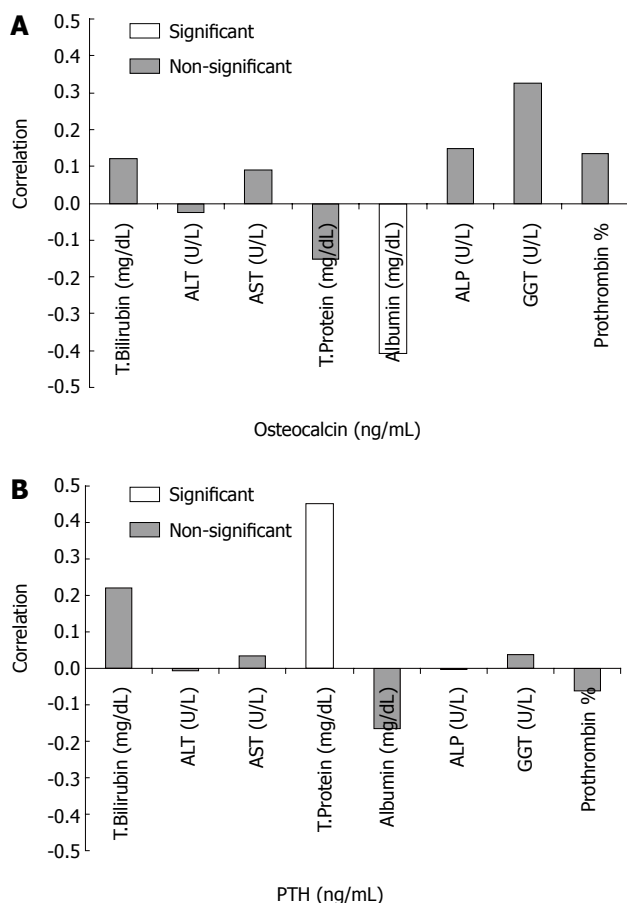 A
0.5
0.4
0.3
0.2
0.1
0.0
-0.1
-0.2
-0.3
-0.4
-0.5
Correlation
Significant
Non-significant
T.Bilirubin (mg/dL)
ALT (U/L)
AST (U/L)
T.Protein (mg/dL)
Albumin (mg/dL)
ALP (U/L)
GGT (U/L)
Prothrombin %
Osteocalcin (ng/mL)
B
0.5
0.4
0.3
0.2
0.1
0.0
-0.1
-0.2
-0.3
-0.4
-0.5
Correlation
Significant
Non-significant
T.Bilirubin (mg/dL)
ALT (U/L)
AST (U/L)
T.Protein (mg/dL)
Albumin (mg/dL)
ALP (U/L)
GGT (U/L)
Prothrombin %
PTH (ng/mL)